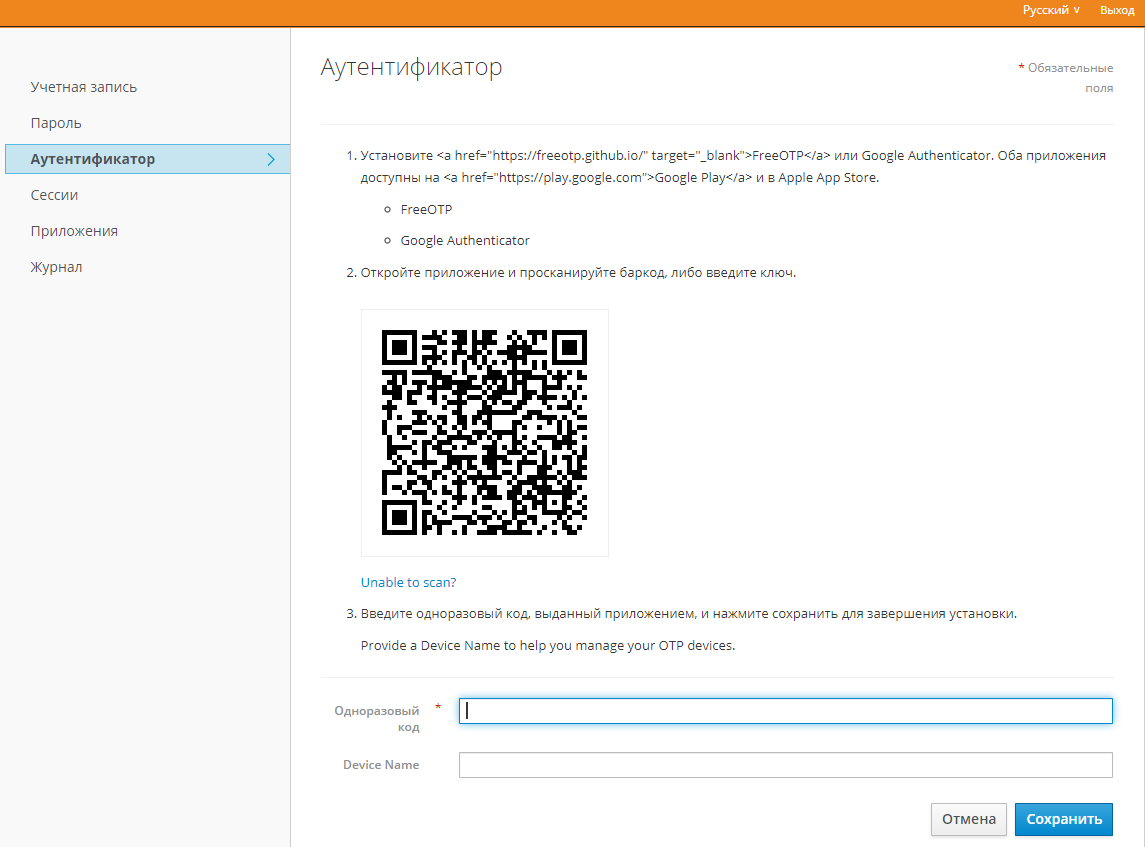 Русский v Выход
Аутентификатор
* Обязательные
поля
Учетная запись
Пароль
Аутентификатор
Сессии
Приложения
Журнал
1. Установите <a href="https://freeotp.github.io/" target="_blank">FreeOTP</a> или Google Authenticator. Оба приложения
доступны на <a href="https://play.google.com">Google Play</a> и в Apple App Store.
FreeOTP
Google Authenticator
2. Откройте приложение и просканируйте баркод, либо введите ключ.
Unable to scan?
3. Введите одноразовый код, выданный приложением, и нажмите сохранить для завершения установки.
Provide a Device Name to help you manage your OTP devices.
Одноразовый *
код
Device Name
Отмена Сохранить